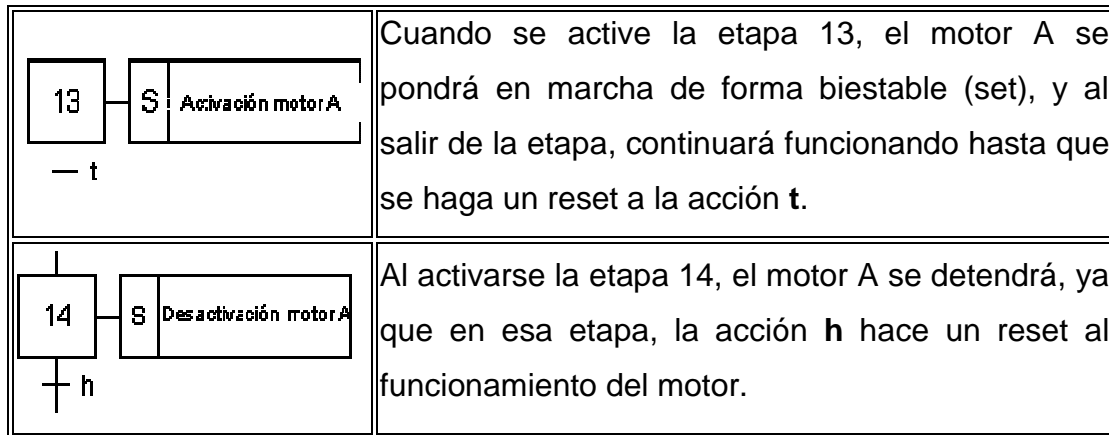 13
S Activación motor A
t
Cuando se active la etapa 13, el motor A se
pondrá en marcha de forma biestable (set), y al
salir de la etapa, continuará funcionando hasta que
se haga un reset a la acción t.
14
S Desactivación motor A
h
Al activarse la etapa 14, el motor A se detendrá, ya
que en esa etapa, la acción h hace un reset al
funcionamiento del motor.